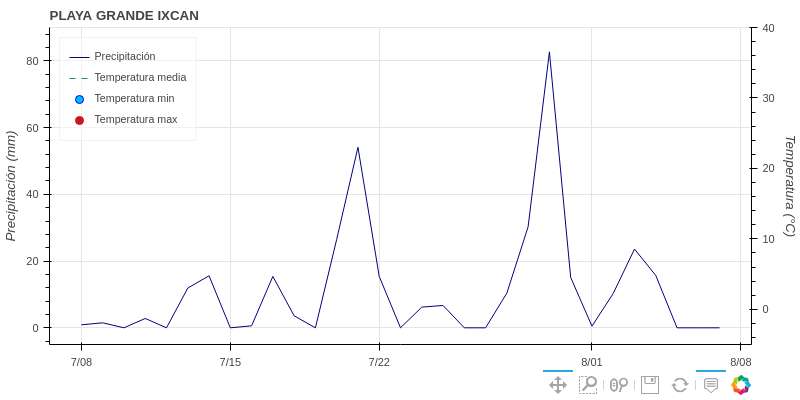 PLAYA GRANDE IXCAN
Precipitación
Temperatura media
Temperatura min
Temperatura max
Precipitación (mm)
80
60
40
20
0
Temperatura (°C)
40
30
20
10
0
7/08 7/15 7/22 8/01 8/08